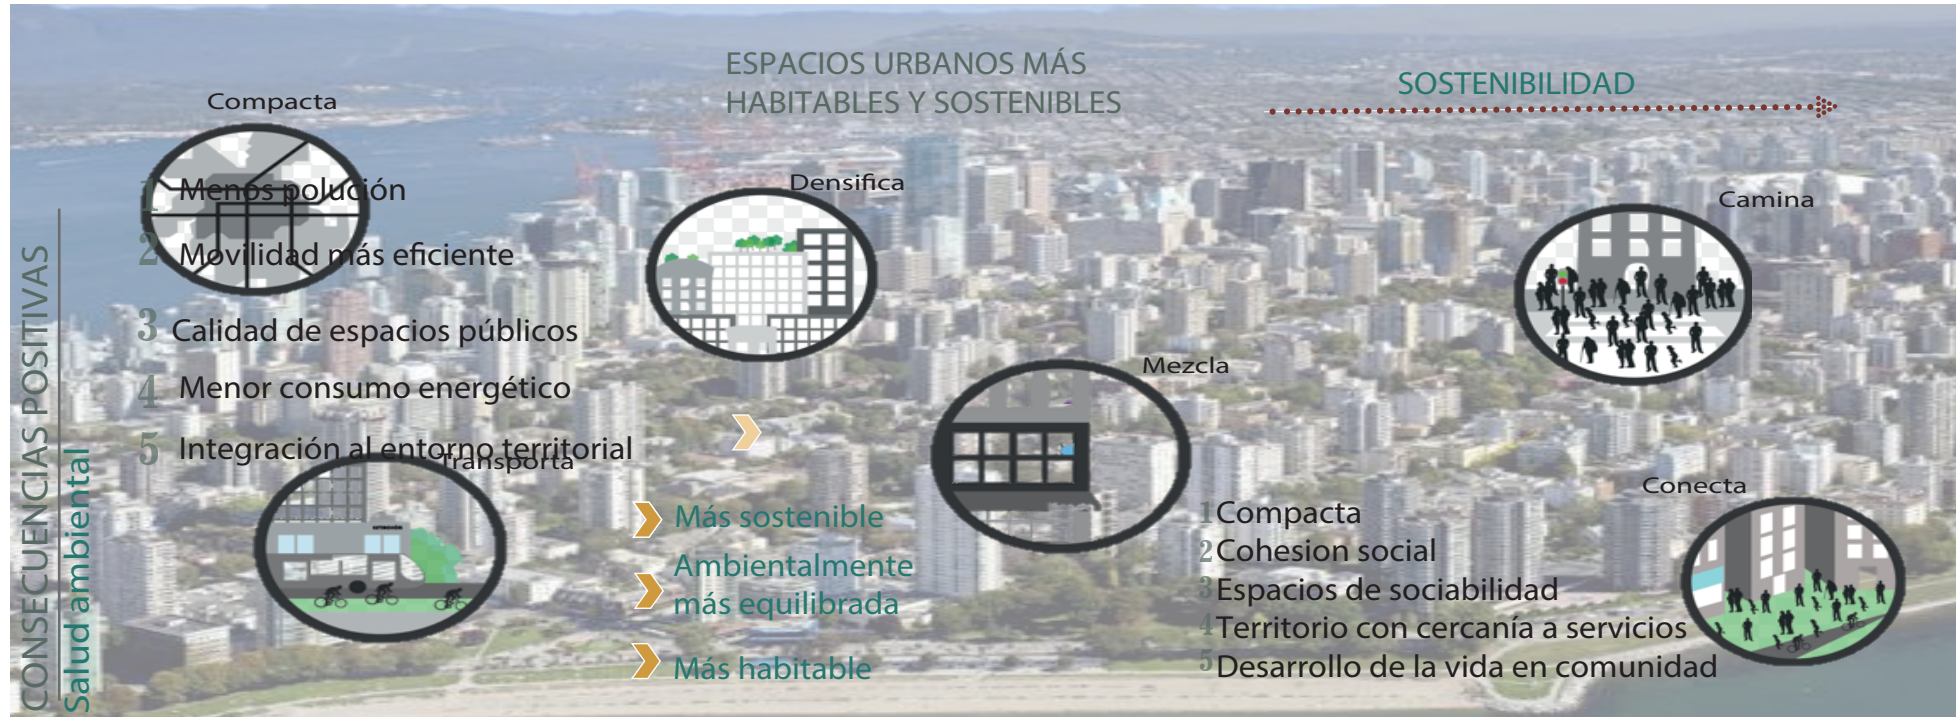 ESPACIOS URBANOS MÁS
HABITABLES Y SOSTENIBLES
SOSTENIBILIDAD
Compacta
Densifica
Camina
Mezcla
Transporta
Conecta
CONSECUENCIAS POSITIVAS
Salud ambiental
1 Menos polución
2 Movilidad más eficiente
3 Calidad de espacios públicos
4 Menor consumo energético
5 Integración al entorno territorial
Más sostenible
Ambientalmente
más equilibrada
Más habitable
1 Compacta
2 Cohesion social
3 Espacios de sociabilidad
4 Territorio con cercanía a servicios
5 Desarrollo de la vida en comunidad